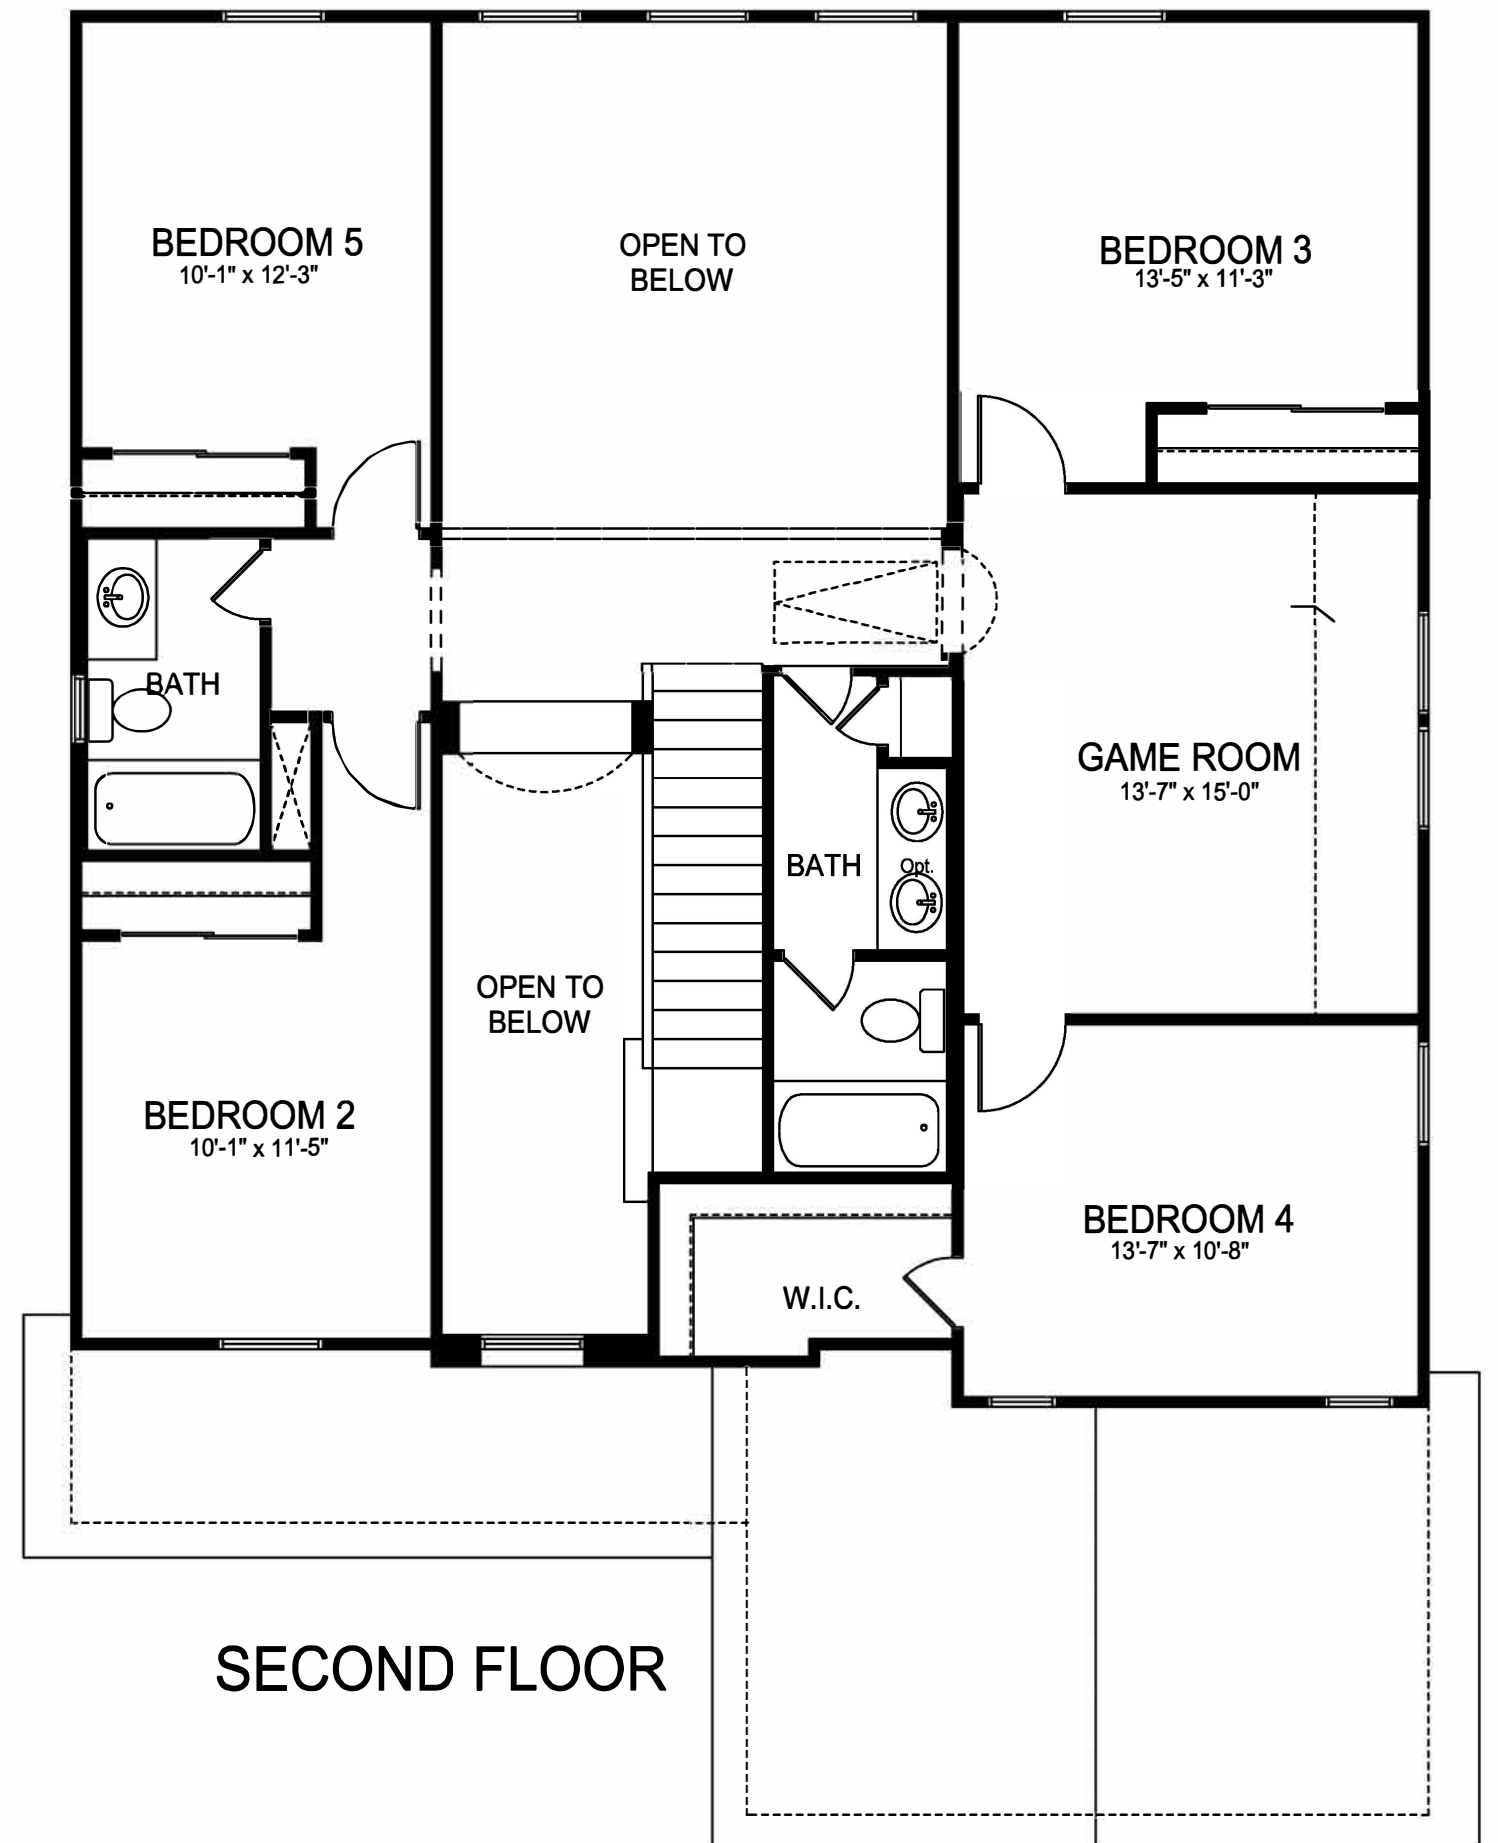 BEDROOM 5
10'-1" x 12'-3"
OPEN TO
BELOW
BEDROOM 3
13'-5" x 11'-3"
BATH
GAME ROOM
13'-7" x 15'-0"
BATH
Opt.
OPEN TO
BELOW
BEDROOM 2
10'-1" x 11'-5"
BEDROOM 4
13'-7" x 10'-8"
W.I.C.
SECOND FLOOR